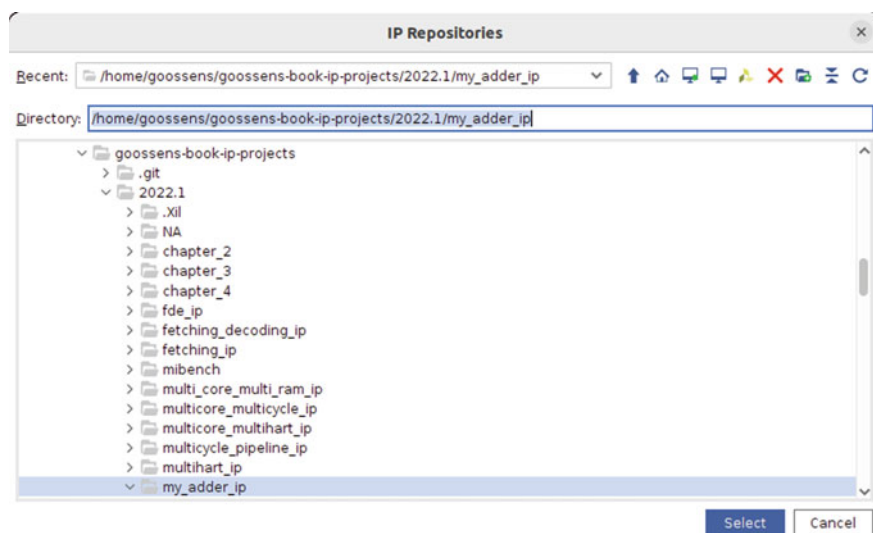 IP Repositories
Recent: /home/goossens/goossens-book-ip-projects/2022.1/my_adder_ip
Directory: /home/goossens/goossens-book-ip-projects/2022.1/my_adder_ip
goossens-book-ip-projects
.git
2022.1
.Xil
NA
chapter_2
chapter_3
chapter_4
fde_ip
fetching_decoding_ip
fetching_ip
mibench
multi_core_multi_ram_ip
multicore_multicycle_ip
multicore_multihart_ip
multicycle_pipeline_ip
multihart_ip
my_adder_ip
Select Cancel